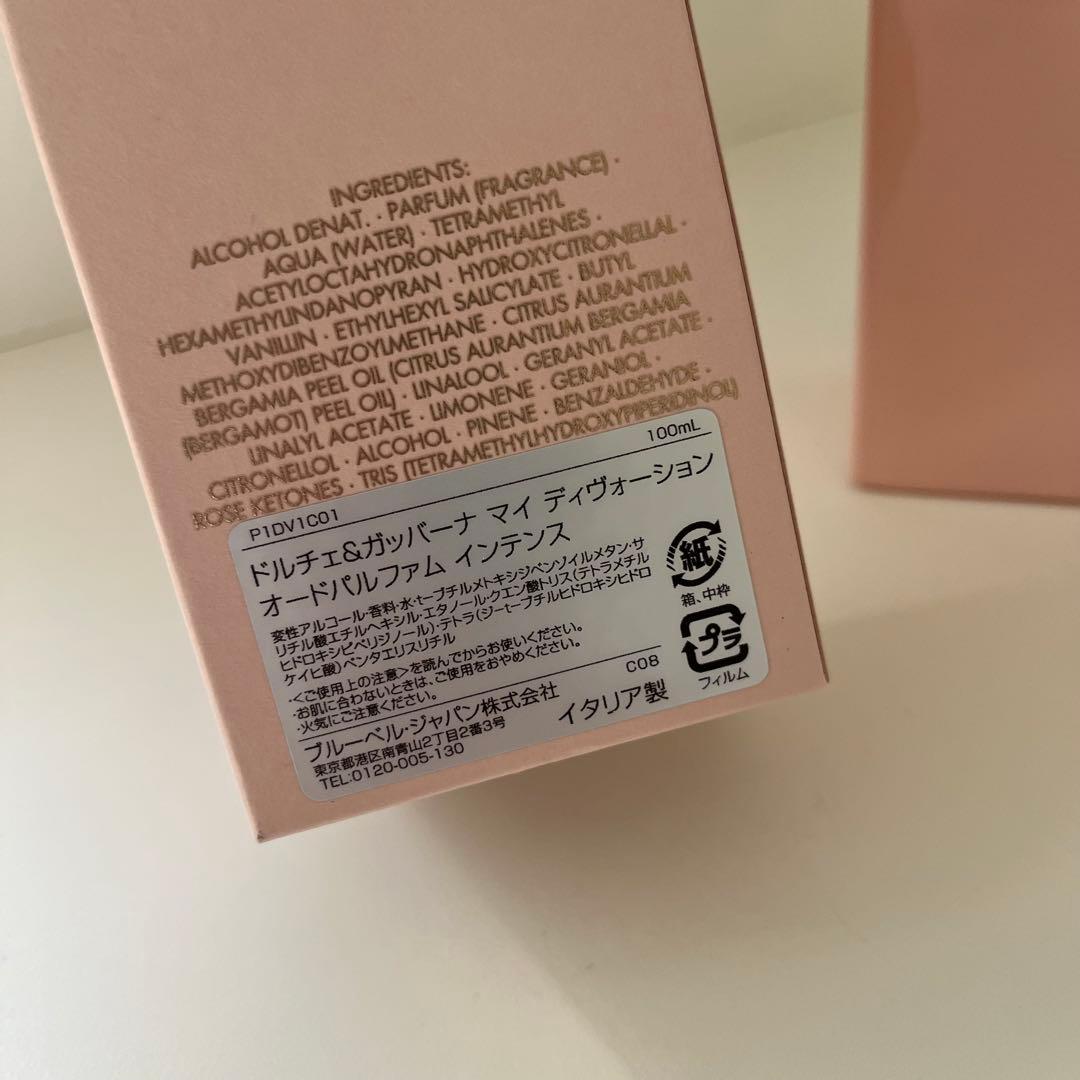 INGREDIENTS:
ALCOHOL DENAT. · PARFUM (FRAGRANCE) ·
AQUA (WATER) · TETRAMETHYL
ACETYLOCTAHYDRONAPHTHALENES ·
HEXAMETHYLINDANOPYRAN · HYDROXYCITRONELLAL ·
VANILLIN · ETHYLHEXYL SALICYLATE · BUTYL
METHOXYDIBENZOYLMETHANE · CITRUS AURANTIUM
BERGAMIA PEEL OIL (CITRUS AURANTIUM BERGAMIA
(BERGAMOT) PEEL OIL) · LINALOOL · GERANYL ACETATE ·
LINALYL ACETATE · LIMONENE · GERANIOL ·
CITRONELLOL · ALCOHOL · PINENE · BENZALDEHYDE ·
ROSE KETONES · TRIS (TETRAMETHYLHYDROXYPIPERIDINOL)
P1DV1C01 100mL
ドルチェ&ガッバーナ マイ ディヴォーション
オードパルファム インテンス
変性アルコール・香料・水・t-ブチルメトキシジベンゾイルメタン・サ
リチル酸エチルヘキシル・エタノール・クエン酸トリス(テトラメチル
ヒドロキシピペリジノール)・テトラ(ジ-t-ブチルヒドロキシヒドロ
ケイヒ酸)ペンタエリスリチル
・<ご使用上の注意>を読んでからお使いください。
・お肌に合わないときは、ご使用をおやめください。
・火気にご注意ください。 C08
ブルーベル・ジャパン株式会社 イタリア製
東京都港区南青山2丁目2番3号
TEL:0120-005-130
紙
箱、中枠
プラ
フィルム